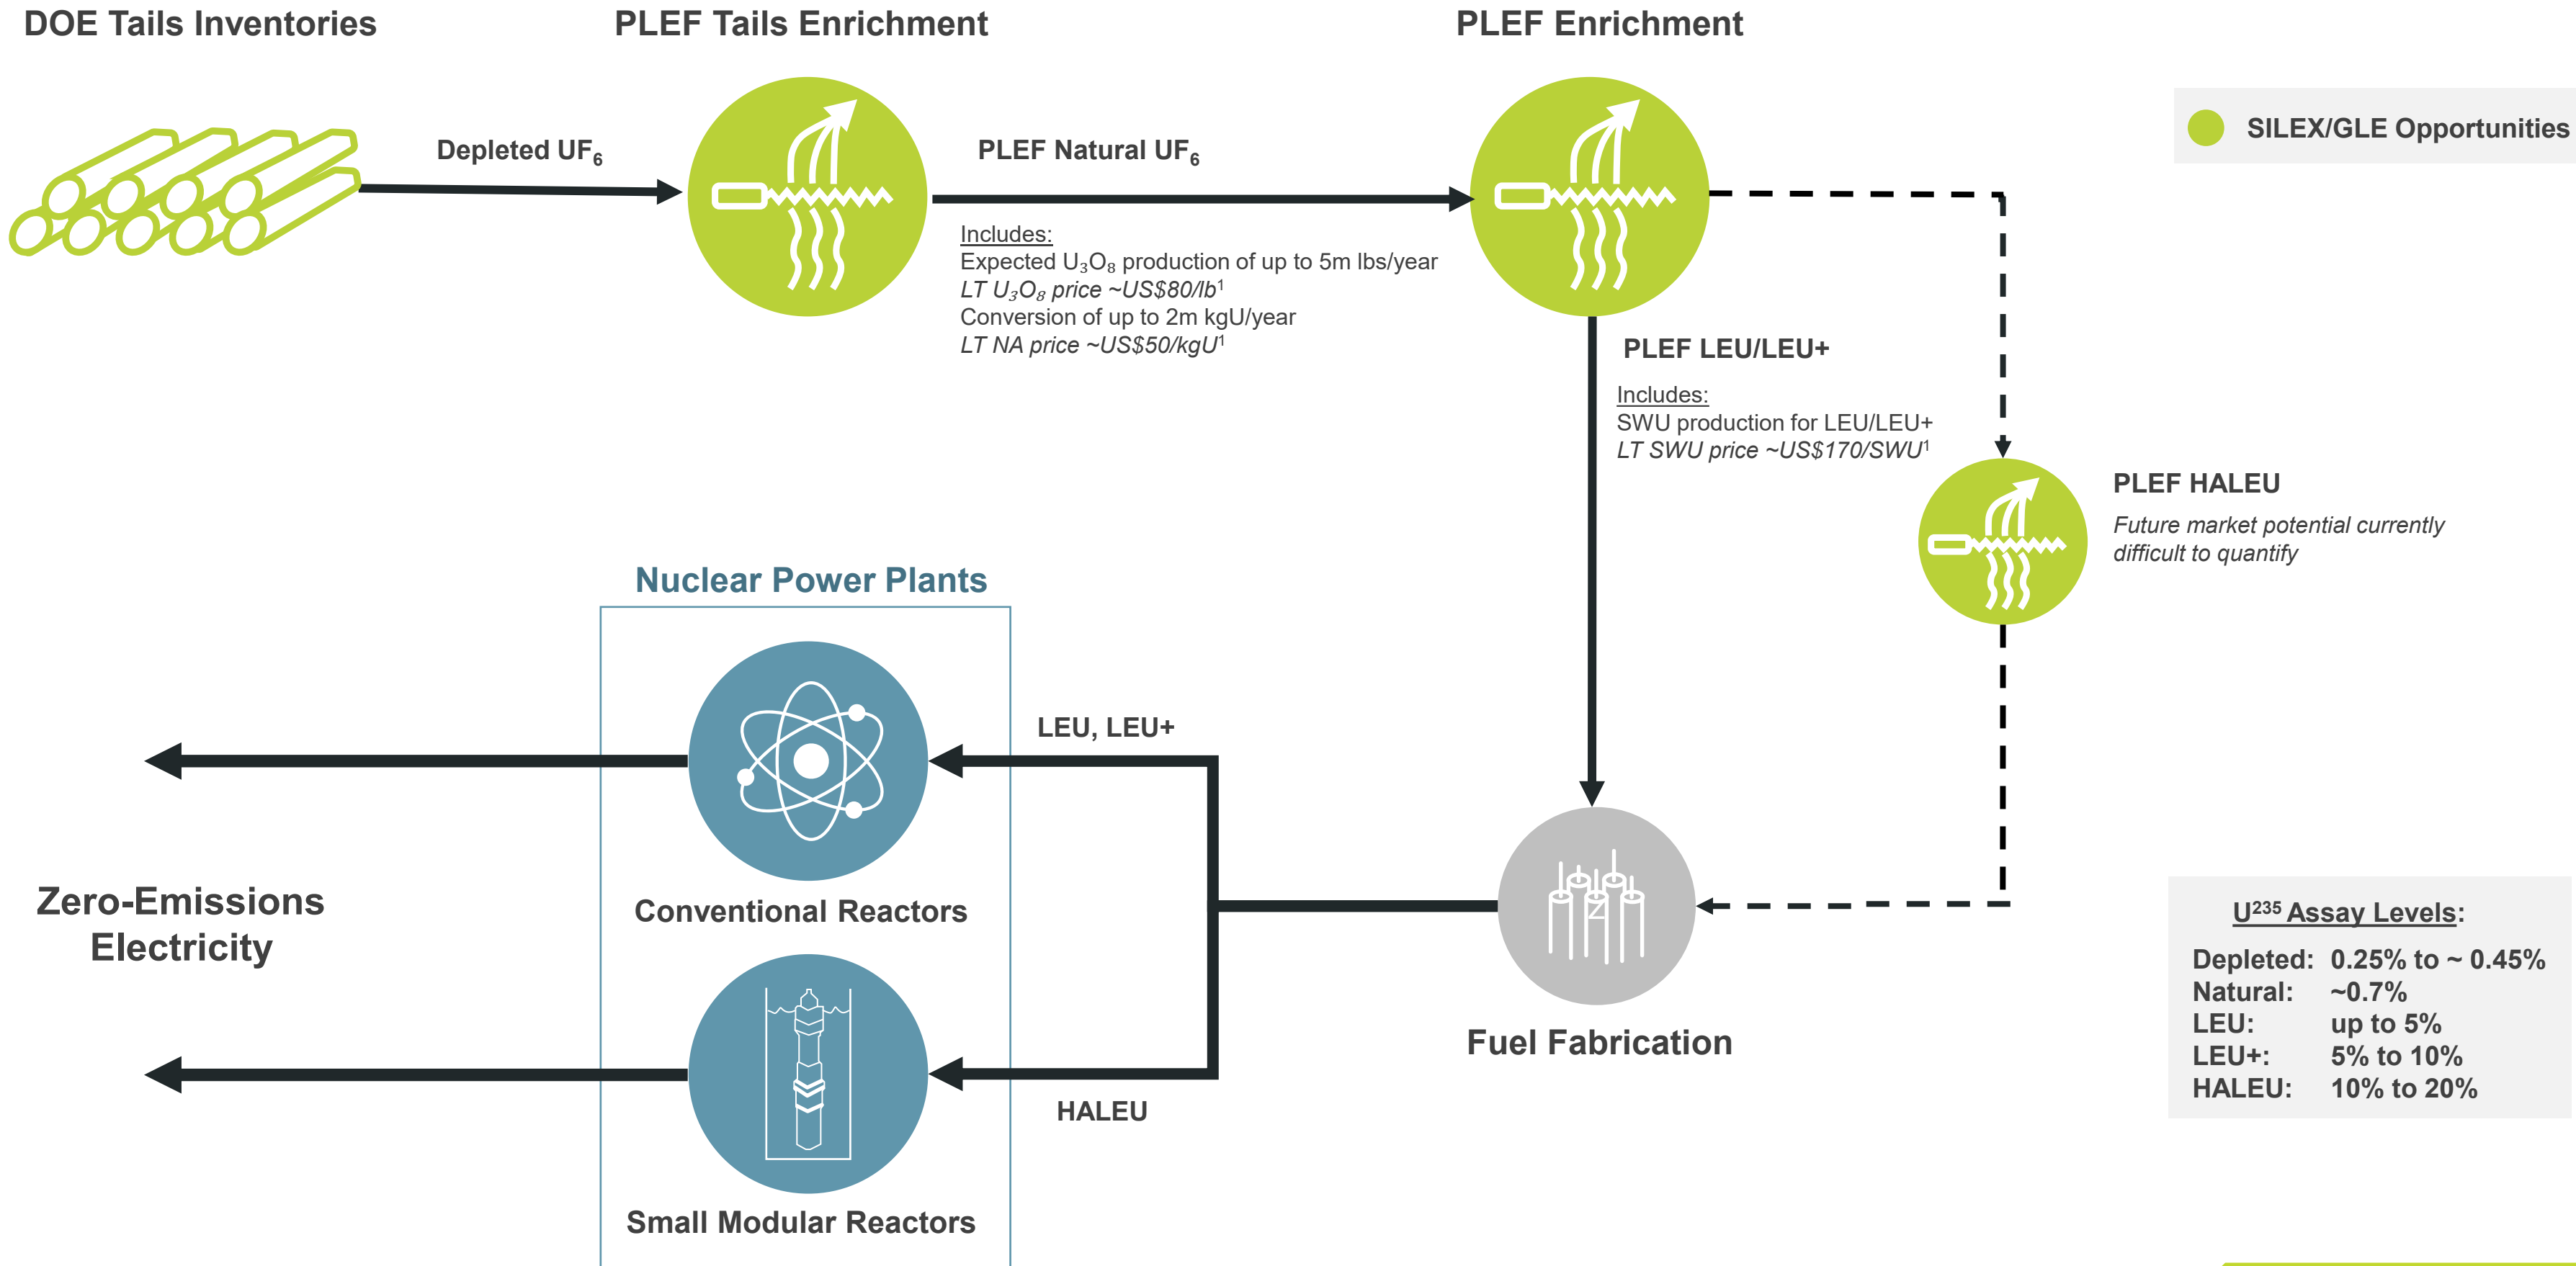 DOE Tails Inventories
PLEF Tails Enrichment
PLEF Enrichment
SILEX/GLE Opportunities
Depleted UF₆
PLEF Natural UF₆
Includes:
Expected U₃O₈ production of up to 5m lbs/year
LT U₃O₈ price ~US$80/lb¹
Conversion of up to 2m kgU/year
LT NA price ~US$50/kgU¹
PLEF LEU/LEU+
Includes:
SWU production for LEU/LEU+
LT SWU price ~US$170/SWU¹
PLEF HALEU
Future market potential currently
difficult to quantify
Nuclear Power Plants
LEU, LEU+
Conventional Reactors
Zero-Emissions
Electricity
Z
Fuel Fabrication
HALEU
Small Modular Reactors
U²³⁵ Assay Levels:
Depleted: 0.25% to ~ 0.45%
Natural: ~0.7%
LEU: up to 5%
LEU+: 5% to 10%
HALEU: 10% to 20%